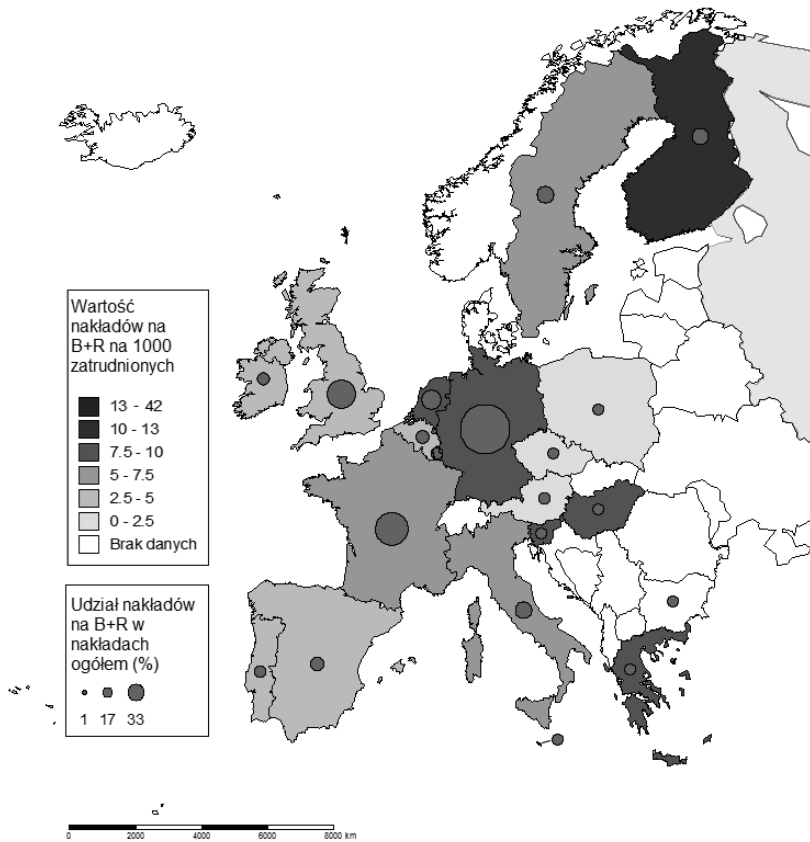 Wartość
nakładów na
B+R na 1000
zatrudnionych
13 - 42
10 - 13
7.5 - 10
5 - 7.5
2.5 - 5
0 - 2.5
Brak danych
Udział nakładów
na B+R w
nakładach
ogółem (%)
1 17 33
0 2000 4000 6000 8000 km